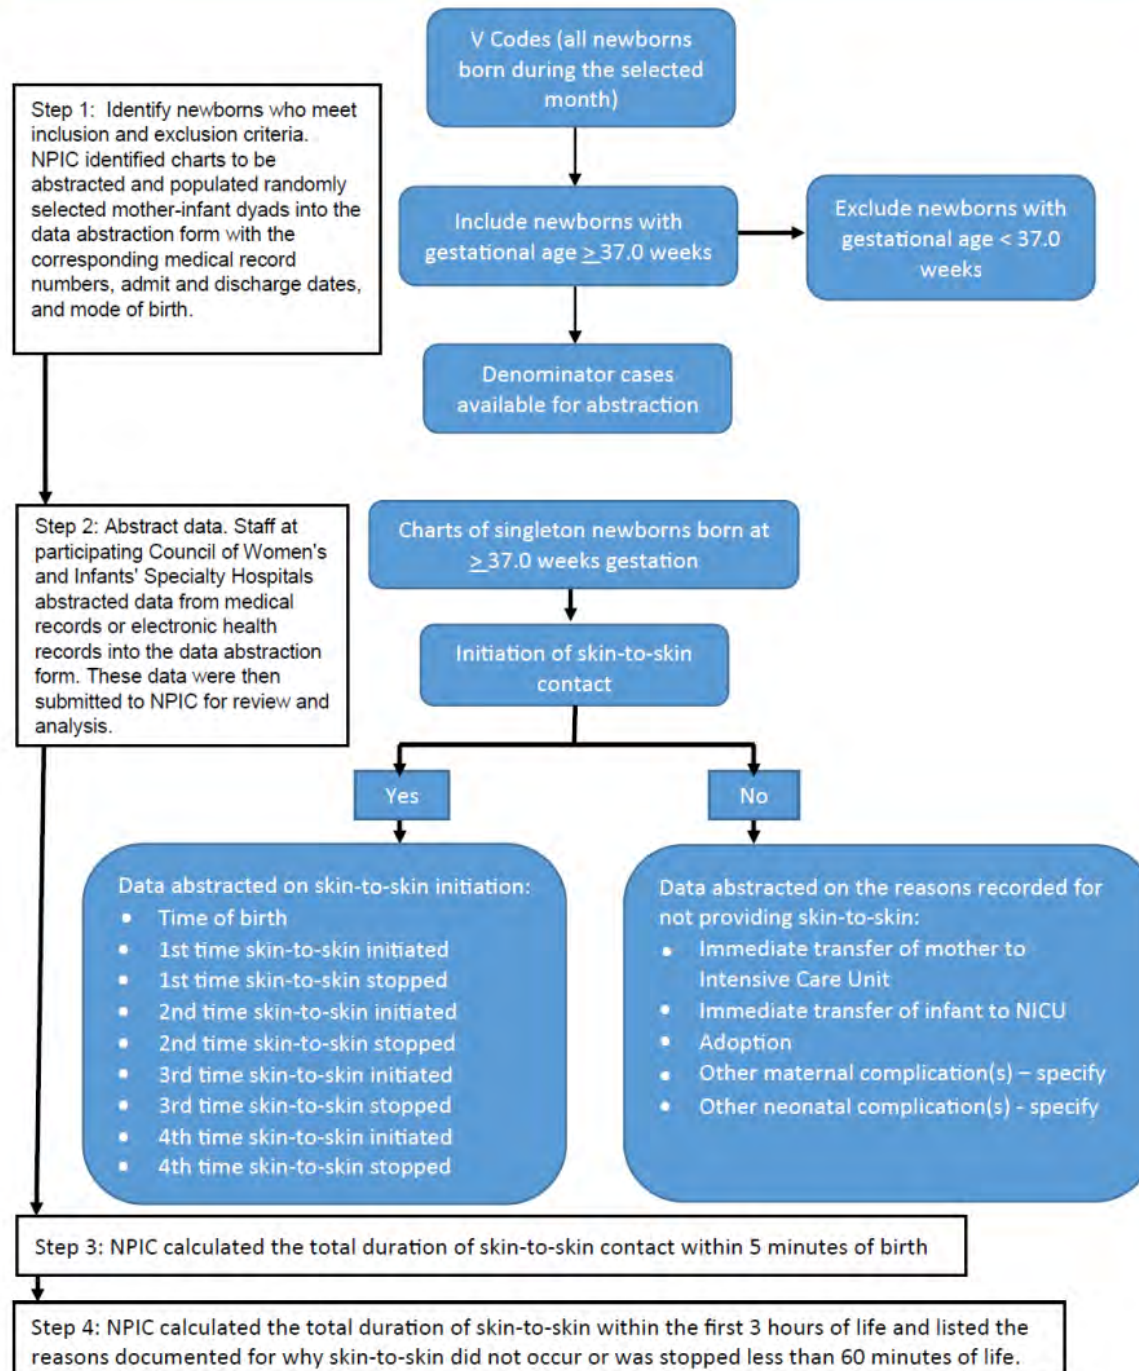 V Codes (all newborns
born during the selected
month)
Step 1:  Identify newborns who meet
inclusion and exclusion criteria.
NPIC identified charts to be
abstracted and populated randomly
selected mother-infant dyads into the
data abstraction form with the
corresponding medical record
numbers, admit and discharge dates,
and mode of birth.
Include newborns with
gestational age ≥ 37.0 weeks
Exclude newborns with
gestational age < 37.0
weeks
Denominator cases
available for abstraction
Step 2: Abstract data. Staff at
participating Council of Women's
and Infants' Specialty Hospitals
abstracted data from medical
records or electronic health
records into the data abstraction
form. These data were then
submitted to NPIC for review and
analysis.
Charts of singleton newborns born at
≥ 37.0 weeks gestation
Initiation of skin-to-skin
contact
Yes
No
Data abstracted on skin-to-skin initiation:
• Time of birth
• 1st time skin-to-skin initiated
• 1st time skin-to-skin stopped
• 2nd time skin-to-skin initiated
• 2nd time skin-to-skin stopped
• 3rd time skin-to-skin initiated
• 3rd time skin-to-skin stopped
• 4th time skin-to-skin initiated
• 4th time skin-to-skin stopped
Data abstracted on the reasons recorded for
not providing skin-to-skin:
• Immediate transfer of mother to
Intensive Care Unit
• Immediate transfer of infant to NICU
• Adoption
• Other maternal complication(s) – specify
• Other neonatal complication(s) - specify
Step 3: NPIC calculated the total duration of skin-to-skin contact within 5 minutes of birth
Step 4: NPIC calculated the total duration of skin-to-skin within the first 3 hours of life and listed the
reasons documented for why skin-to-skin did not occur or was stopped less than 60 minutes of life.